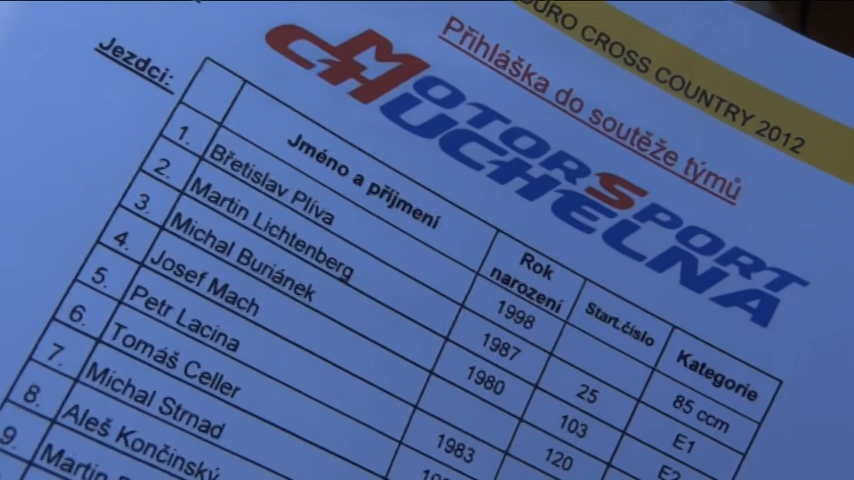 CROSS COUNTRY 2012
Přihláška do soutěže týmů
MOTORSPORT
CHUCHELNA
Jezdci:
Jméno a příjmení Rok narození Start.číslo Kategorie
1. Břetislav Plíva 1998 25 85 ccm
2. Martin Lichtenberg 1987 103 E1
3. Michal Buriánek 1980 120 E2
4. Josef Mach
5. Petr Lacina 1983
6. Tomáš Celler
7. Michal Strnad
8. Aleš Končinský
9. Martin